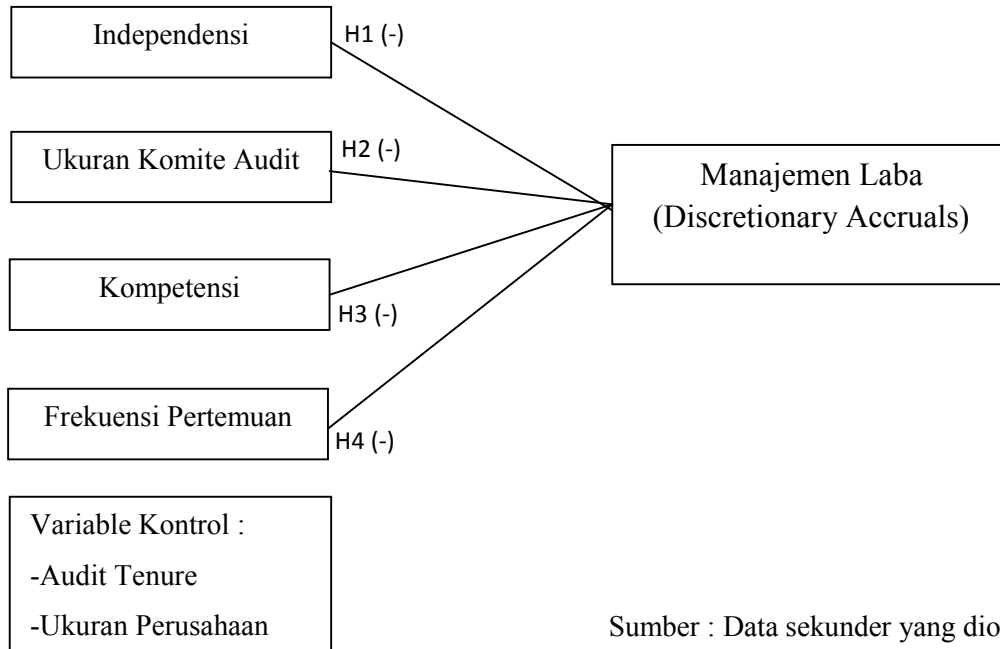 Independensi
H1 (-)
Ukuran Komite Audit
H2 (-)
Manajemen Laba
(Discretionary Accruals)
Kompetensi
H3 (-)
Frekuensi Pertemuan
H4 (-)
Variable Kontrol :
-Audit Tenure
-Ukuran Perusahaan
Sumber : Data sekunder yang